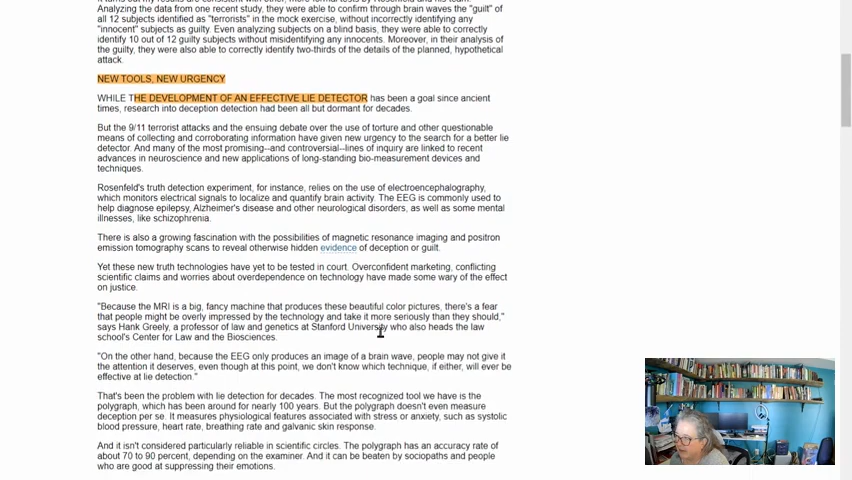 Analyzing the data from one recent study, they were able to confirm through brain waves the "guilt" of
all 12 subjects identified as "terrorists" in the mock exercise, without incorrectly identifying any
"innocent" subjects as guilty. Even analyzing subjects on a blind basis, they were able to correctly
identify 10 out of 12 guilty subjects without misidentifying any innocents. Moreover, in their analysis of
the guilty, they were also able to correctly identify two-thirds of the details of the planned, hypothetical
attack.
NEW TOOLS, NEW URGENCY
WHILE THE DEVELOPMENT OF AN EFFECTIVE LIE DETECTOR has been a goal since ancient
times, research into deception detection had been all but dormant for decades.
But the 9/11 terrorist attacks and the ensuing debate over the use of torture and other questionable
means of collecting and corroborating information have given new urgency to the search for a better lie
detector. And many of the most promising--and controversial--lines of inquiry are linked to recent
advances in neuroscience and new applications of long-standing bio-measurement devices and
techniques.
Rosenfeld's truth detection experiment, for instance, relies on the use of electroencephalography,
which monitors electrical signals to localize and quantify brain activity. The EEG is commonly used to
help diagnose epilepsy, Alzheimer's disease and other neurological disorders, as well as some mental
illnesses, like schizophrenia.
There is also a growing fascination with the possibilities of magnetic resonance imaging and positron
emission tomography scans to reveal otherwise hidden evidence of deception or guilt.
Yet these new truth technologies have yet to be tested in court. Overconfident marketing, conflicting
scientific claims and worries about overdependence on technology have made some wary of the effect
on justice.
"Because the MRI is a big, fancy machine that produces these beautiful color pictures, there's a fear
that people might be overly impressed by the technology and take it more seriously than they should,"
says Hank Greely, a professor of law and genetics at Stanford University who also heads the law
school's Center for Law and the Biosciences.
"On the other hand, because the EEG only produces an image of a brain wave, people may not give it
the attention it deserves, even though at this point, we don't know which technique, if either, will ever be
effective at lie detection."
That's been the problem with lie detection for decades. The most recognized tool we have is the
polygraph, which has been around for nearly 100 years. But the polygraph doesn't even measure
deception per se. It measures physiological features associated with stress or anxiety, such as systolic
blood pressure, heart rate, breathing rate and galvanic skin response.
And it isn't considered particularly reliable in scientific circles. The polygraph has an accuracy rate of
about 70 to 90 percent, depending on the examiner. And it can be beaten by sociopaths and people
who are good at suppressing their emotions.